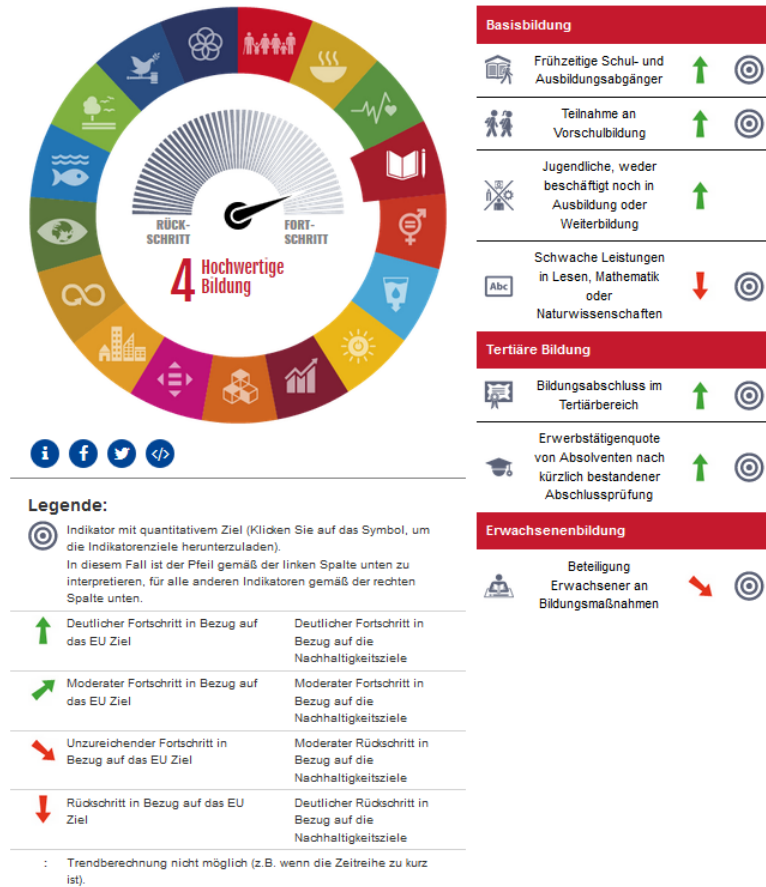 RÜCK-
SCHRITT
FORT-
SCHRITT
4 Hochwertige
Bildung
Legende:
Indikator mit quantitativem Ziel (Klicken Sie auf das Symbol, um
die Indikatorenziele herunterzuladen).
In diesem Fall ist der Pfeil gemäß der linken Spalte unten zu
interpretieren, für alle anderen Indikatoren gemäß der rechten
Spalte unten.
Deutlicher Fortschritt in Bezug auf
das EU Ziel
Deutlicher Fortschritt in
Bezug auf die
Nachhaltigkeitsziele
Moderater Fortschritt in Bezug auf
das EU Ziel
Moderater Fortschritt in
Bezug auf die
Nachhaltigkeitsziele
Unzureichender Fortschritt in
Bezug auf das EU Ziel
Moderater Rückschritt in
Bezug auf die
Nachhaltigkeitsziele
Rückschritt in Bezug auf das EU
Ziel
Deutlicher Rückschritt in
Bezug auf die
Nachhaltigkeitsziele
: Trendberechnung nicht möglich (z.B. wenn die Zeitreihe zu kurz
ist).
Basisbildung
Frühzeitige Schul- und
Ausbildungsabgänger
Teilnahme an
Vorschulbildung
Jugendliche, weder
beschäftigt noch in
Ausbildung oder
Weiterbildung
Abc
Schwache Leistungen
in Lesen, Mathematik
oder
Naturwissenschaften
Tertiäre Bildung
Bildungsabschluss im
Tertiärbereich
Erwerbstätigenquote
von Absolventen nach
kürzlich bestandener
Abschlussprüfung
Erwachsenenbildung
Beteiligung
Erwachsener an
Bildungsmaßnahmen